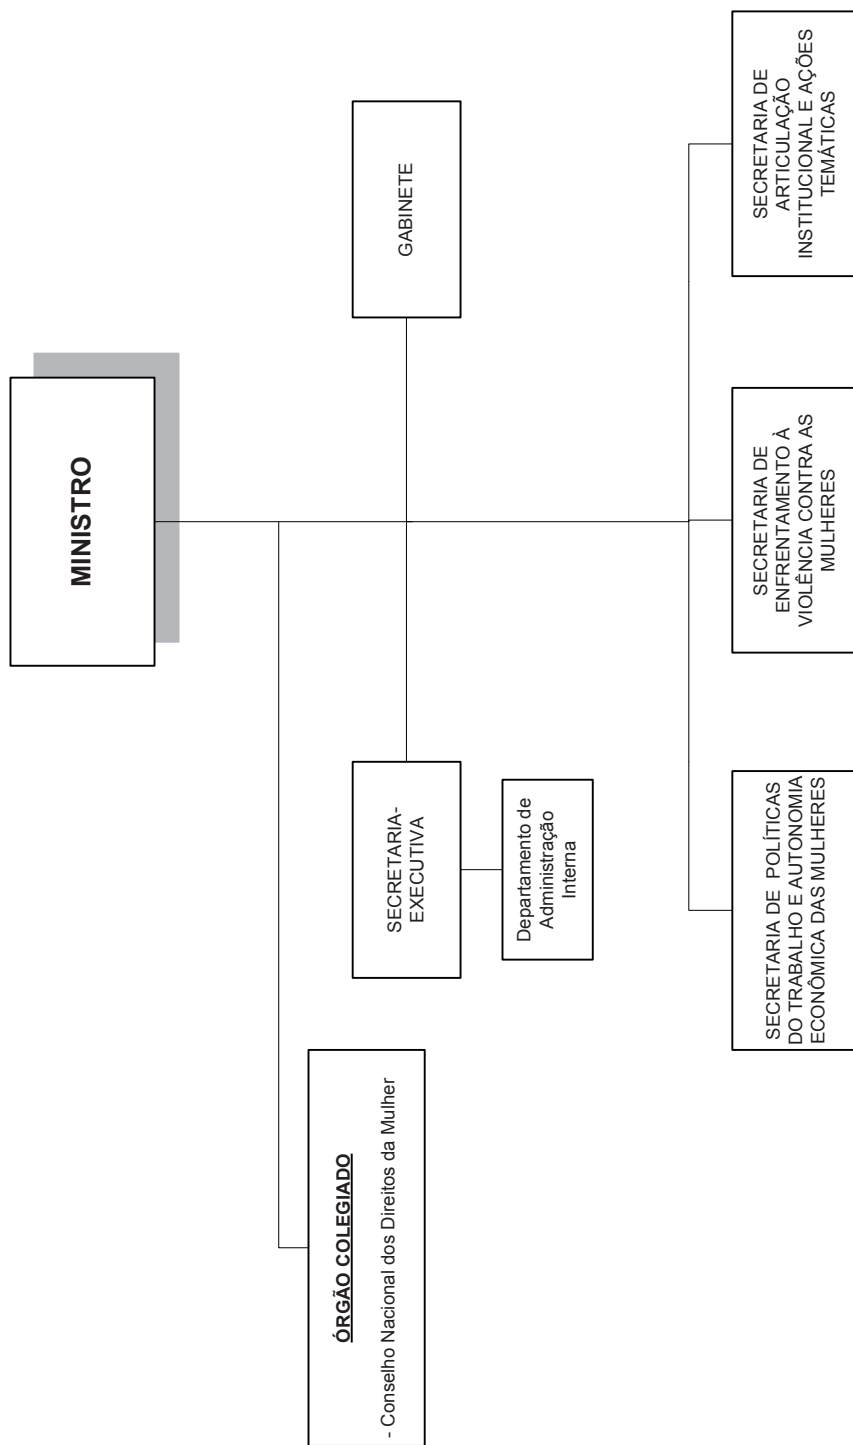 MINISTRO
ÓRGÃO COLEGIADO
- Conselho Nacional dos Direitos da Mulher
SECRETARIA-
EXECUTIVA
GABINETE
Departamento de
Administração
Interna
SECRETARIA DE POLÍTICAS
DO TRABALHO E AUTONOMIA
ECONÔMICA DAS MULHERES
SECRETARIA DE
ENFRENTAMENTO À
VIOLÊNCIA CONTRA AS
MULHERES
SECRETARIA DE
ARTICULAÇÃO
INSTITUCIONAL E AÇÕES
TEMÁTICAS